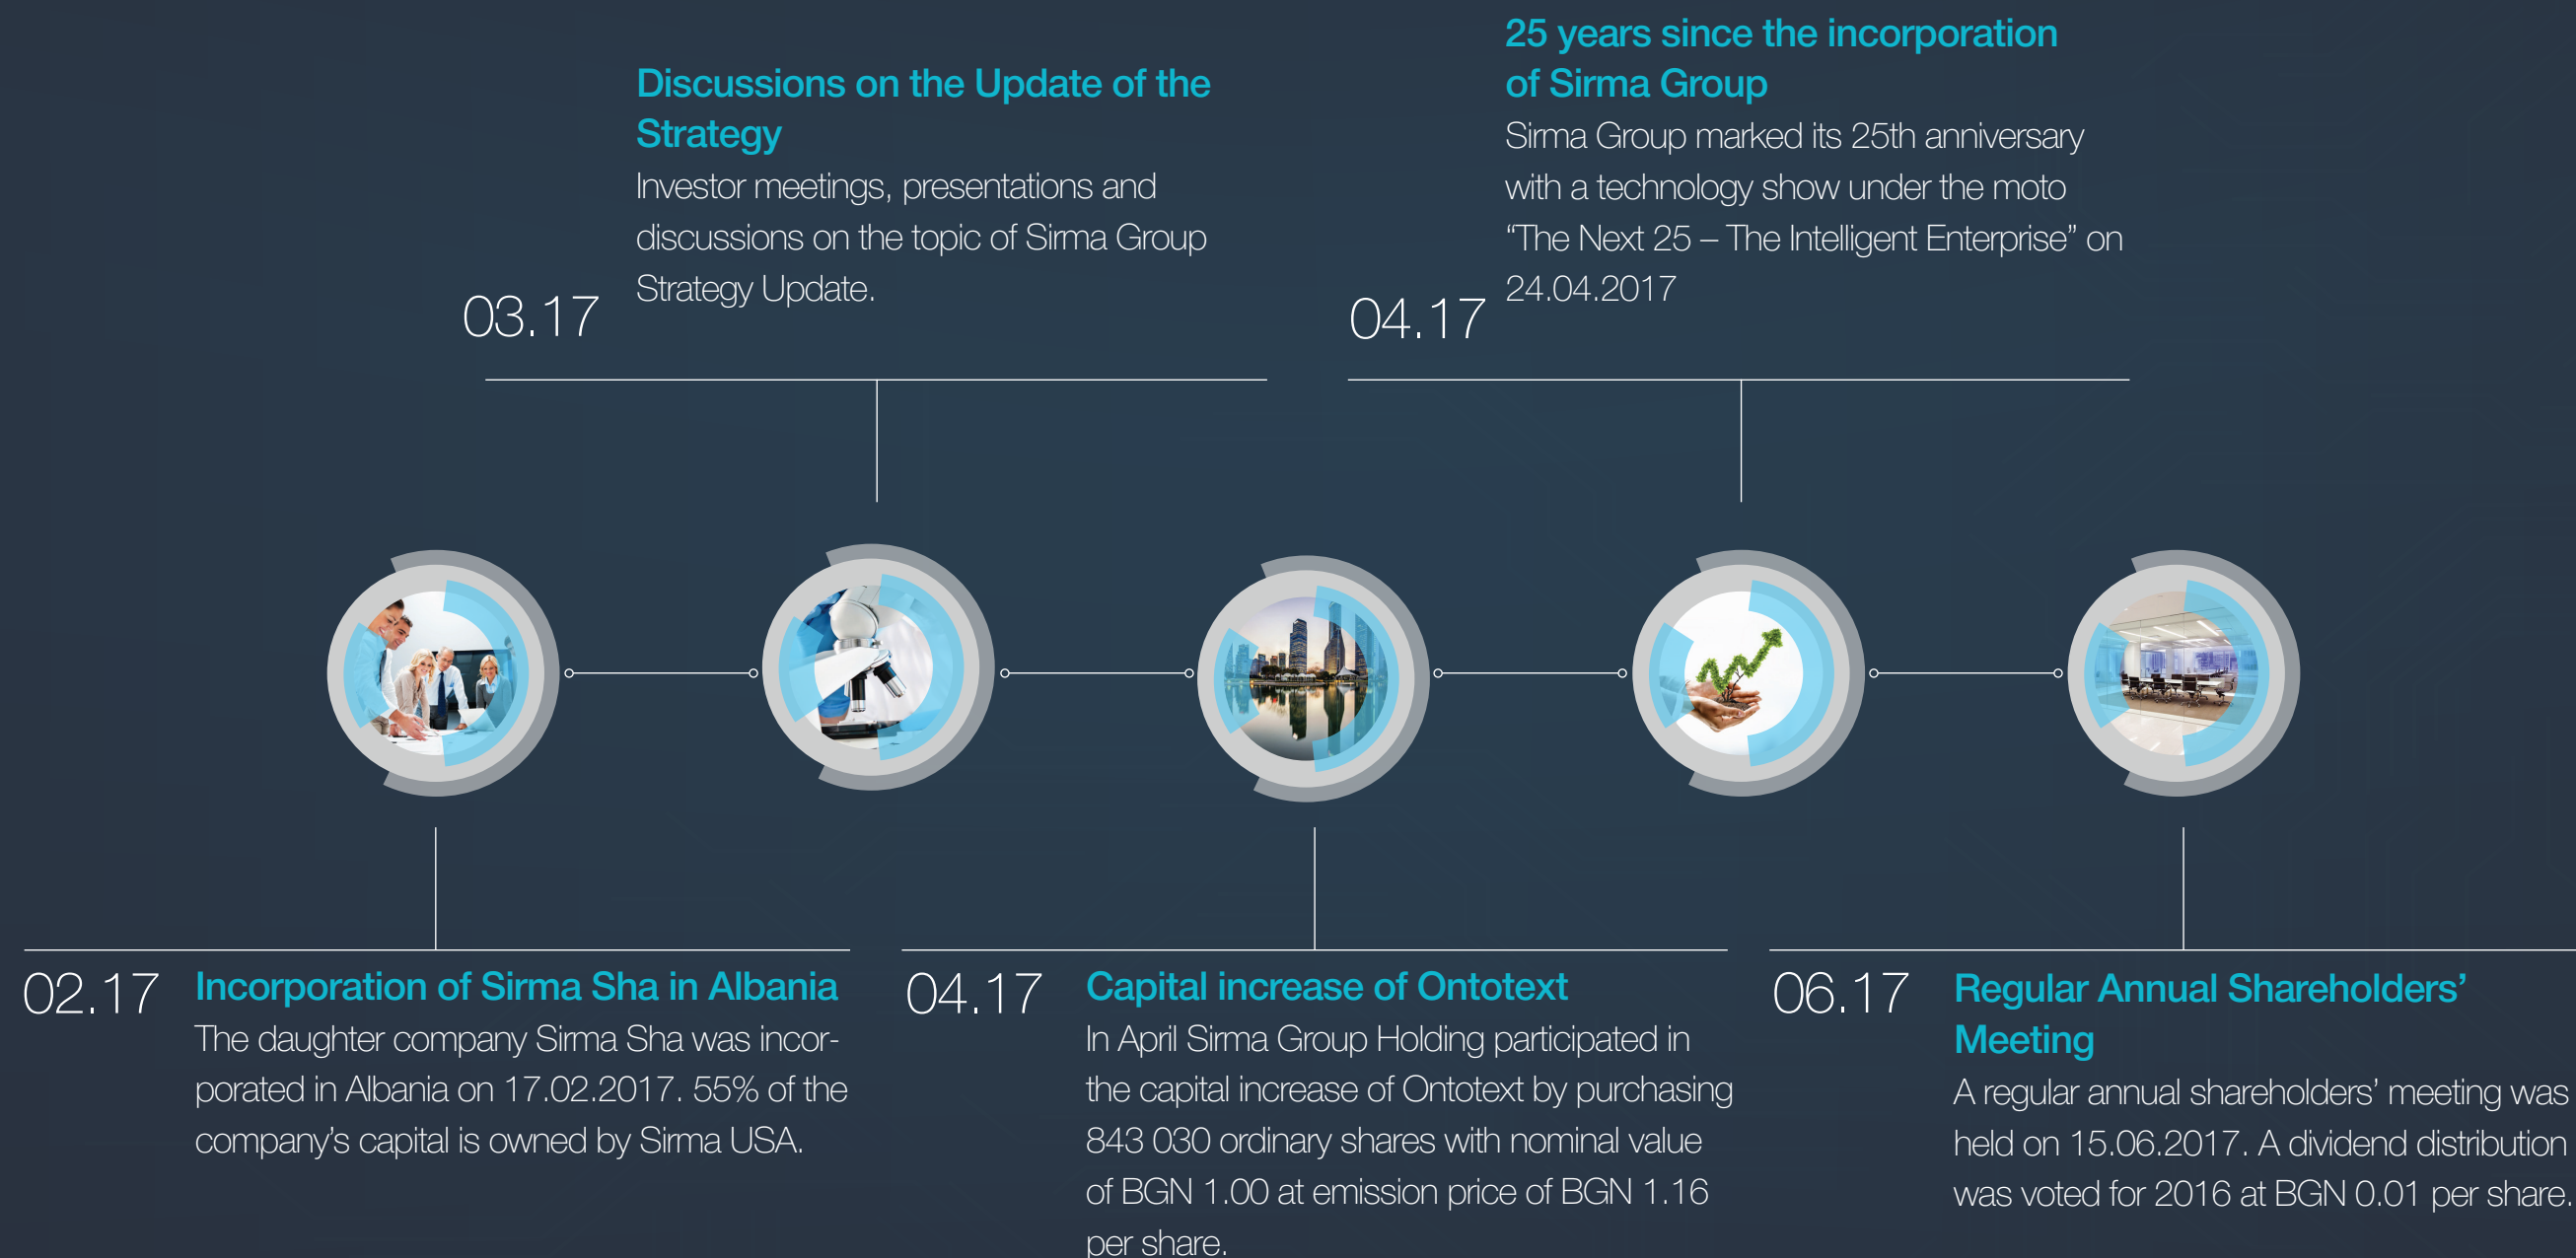 25 years since the incorporation
of Sirma Group
Sirma Group marked its 25th anniversary
with a technology show under the moto
“The Next 25 – The Intelligent Enterprise” on
24.04.2017
04.17
Discussions on the Update of the
Strategy
Investor meetings, presentations and
discussions on the topic of Sirma Group
Strategy Update.
03.17
02.17
Incorporation of Sirma Sha in Albania
The daughter company Sirma Sha was incor-
porated in Albania on 17.02.2017. 55% of the
company’s capital is owned by Sirma USA.
04.17
Capital increase of Ontotext
In April Sirma Group Holding participated in
the capital increase of Ontotext by purchasing
843 030 ordinary shares with nominal value
of BGN 1.00 at emission price of BGN 1.16
per share.
06.17
Regular Annual Shareholders’
Meeting
A regular annual shareholders’ meeting was
held on 15.06.2017. A dividend distribution
was voted for 2016 at BGN 0.01 per share.